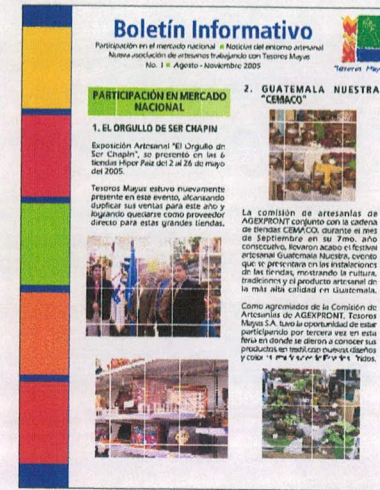 Boletín Informativo
Participación en el mercado nacional Noticias del entorno artesanal
Nueva asociación de artesanos trabajando con Tesoros Mayas
No. 1 Agosto - Noviembre 2005
Tesoros May
PARTICIPACIÓN EN MERCADO
NACIONAL
1. EL ORGULLO DE SER CHAPIN
Exposición Artesanal "El Orgullo de
Ser Chapín", se presentó en las 6
tiendas Hiper Paiz del 2 al 26 de mayo
del 2005.
Tesoros Mayas estuvo nuevamente
presente en este evento, alcanzando
duplicar sus ventas para este año y
logrando quedarse como proveedor
directo para estas grandes tiendas.
2. GUATEMALA NUESTRA
"CEMACO"
La comisión de artesanías de
AGEXPRONT conjunto con la cadena
de tiendas CEMACO, durante el mes
de Septiembre en su 7mo. año
consecutivo, llevaron acabo el festival
artesanal Guatemala Nuestra, evento
que se presentara en las instalaciones
de las tiendas, mostrando la cultura,
tradiciones y el producto artesanal de
la más alta calidad en Guatemala.
Como agremiados de la Comisión de
Artesanías de AGEXPRONT, Tesoros
Mayas S.A. tuvo la oportunidad de estar
participando por tercera vez en esta
feria en donde se dieron a conocer sus
productos en textil con nuevos diseños
y color